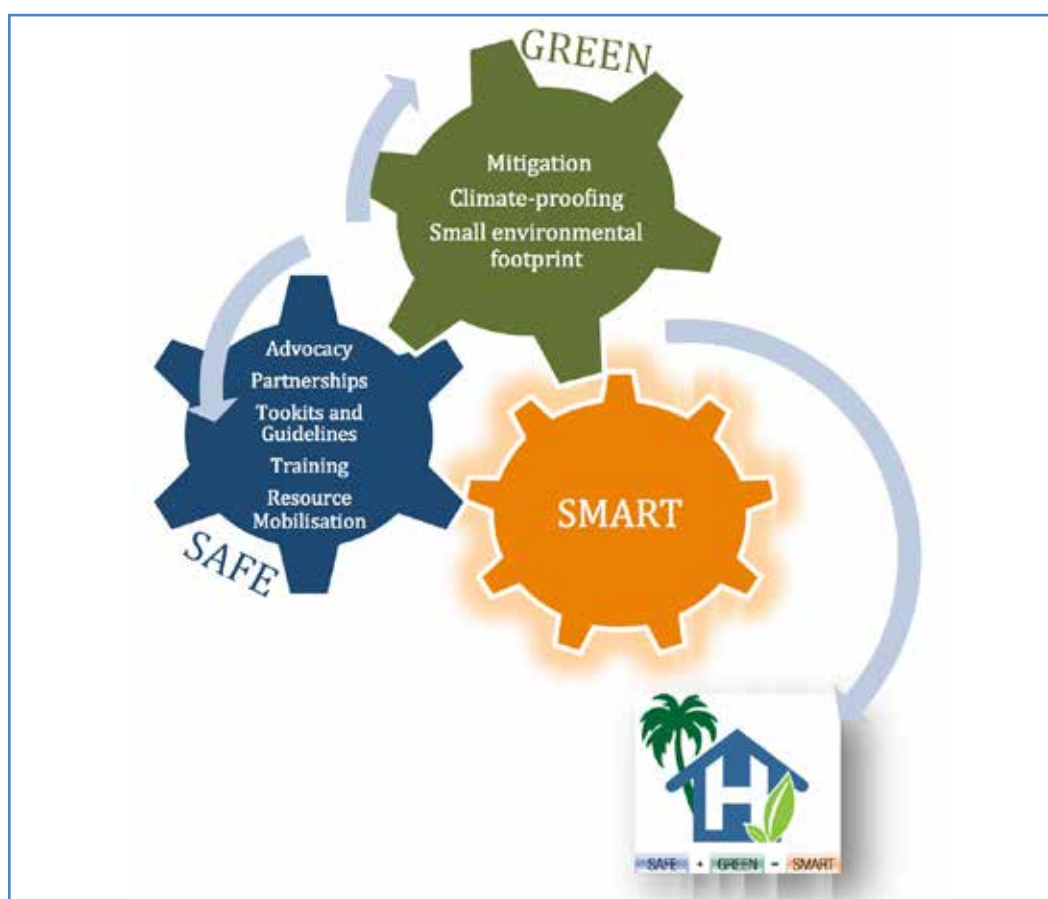 GREEN
Mitigation
Climate-proofing
Small environmental
footprint
Advocacy
Partnerships
Tookits and
Guidelines
Training
Resource
Mobilisation
SAFE
SMART
H
SAFE + GREEN = SMART